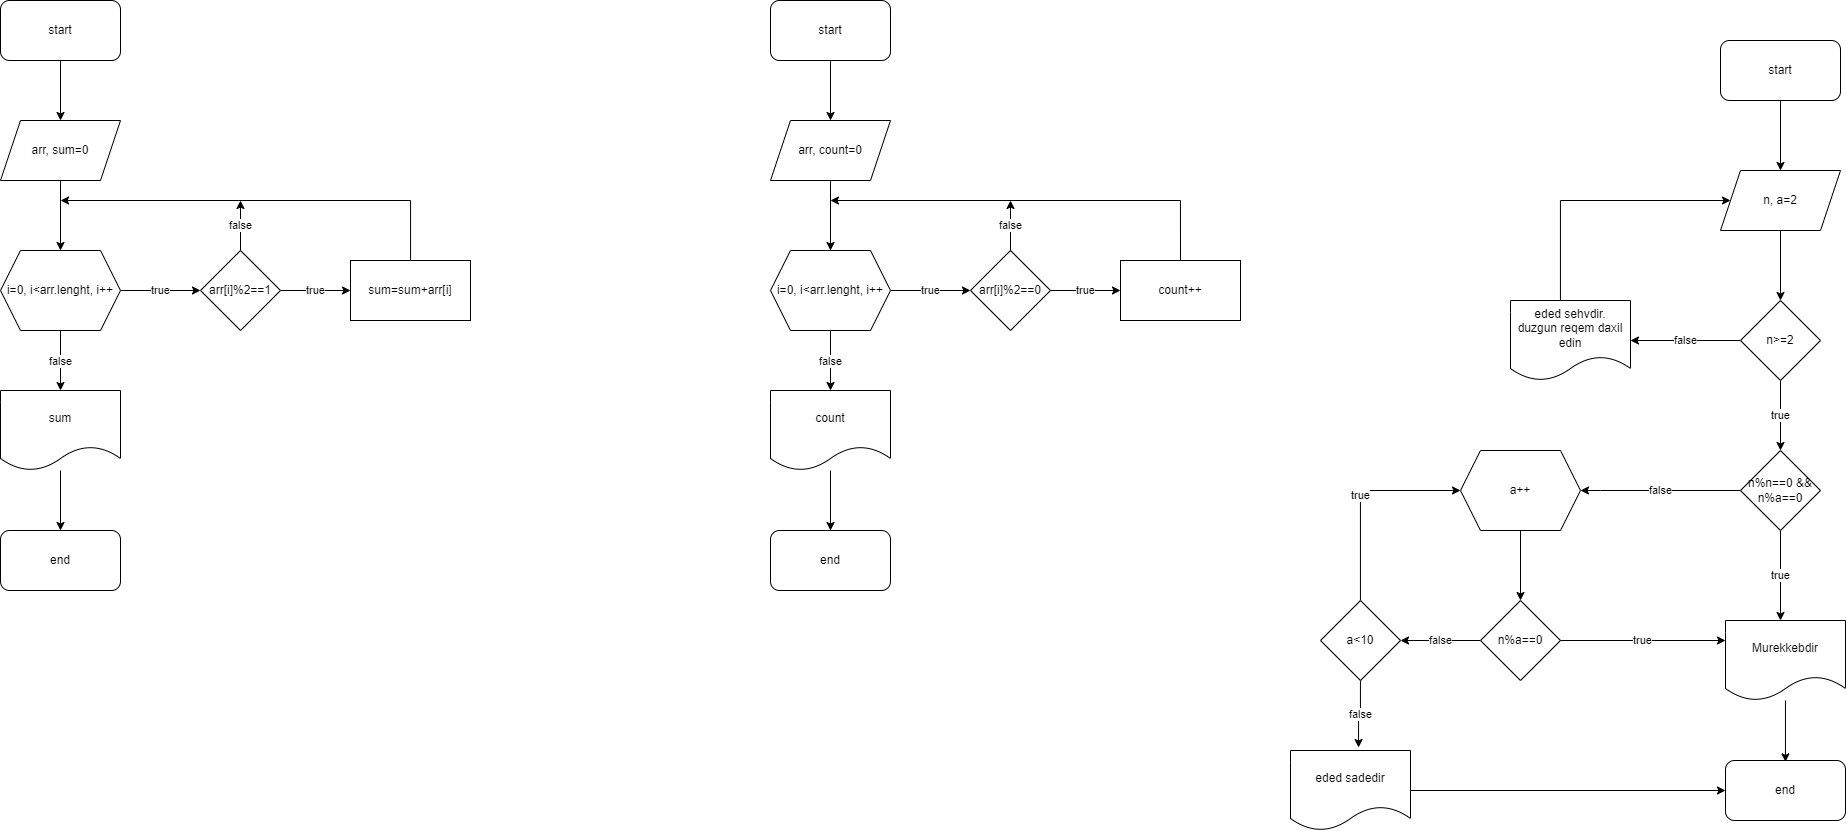 start
arr, sum=0
i=0, i<arr.lenght, i++
true
arr[i]%2==1
false
true
sum=sum+arr[i]
false
sum
end
start
arr, count=0
i=0, i<arr.lenght, i++
true
arr[i]%2==0
false
true
count++
false
count
end
start
n, a=2
n>=2
false
eded sehvdir.
duzgun reqem daxil
edin
true
n%n==0 &&
n%a==0
false
a++
true
n%a==0
true
false
a<10
true
false
eded sadedir
Murekkebdir
end